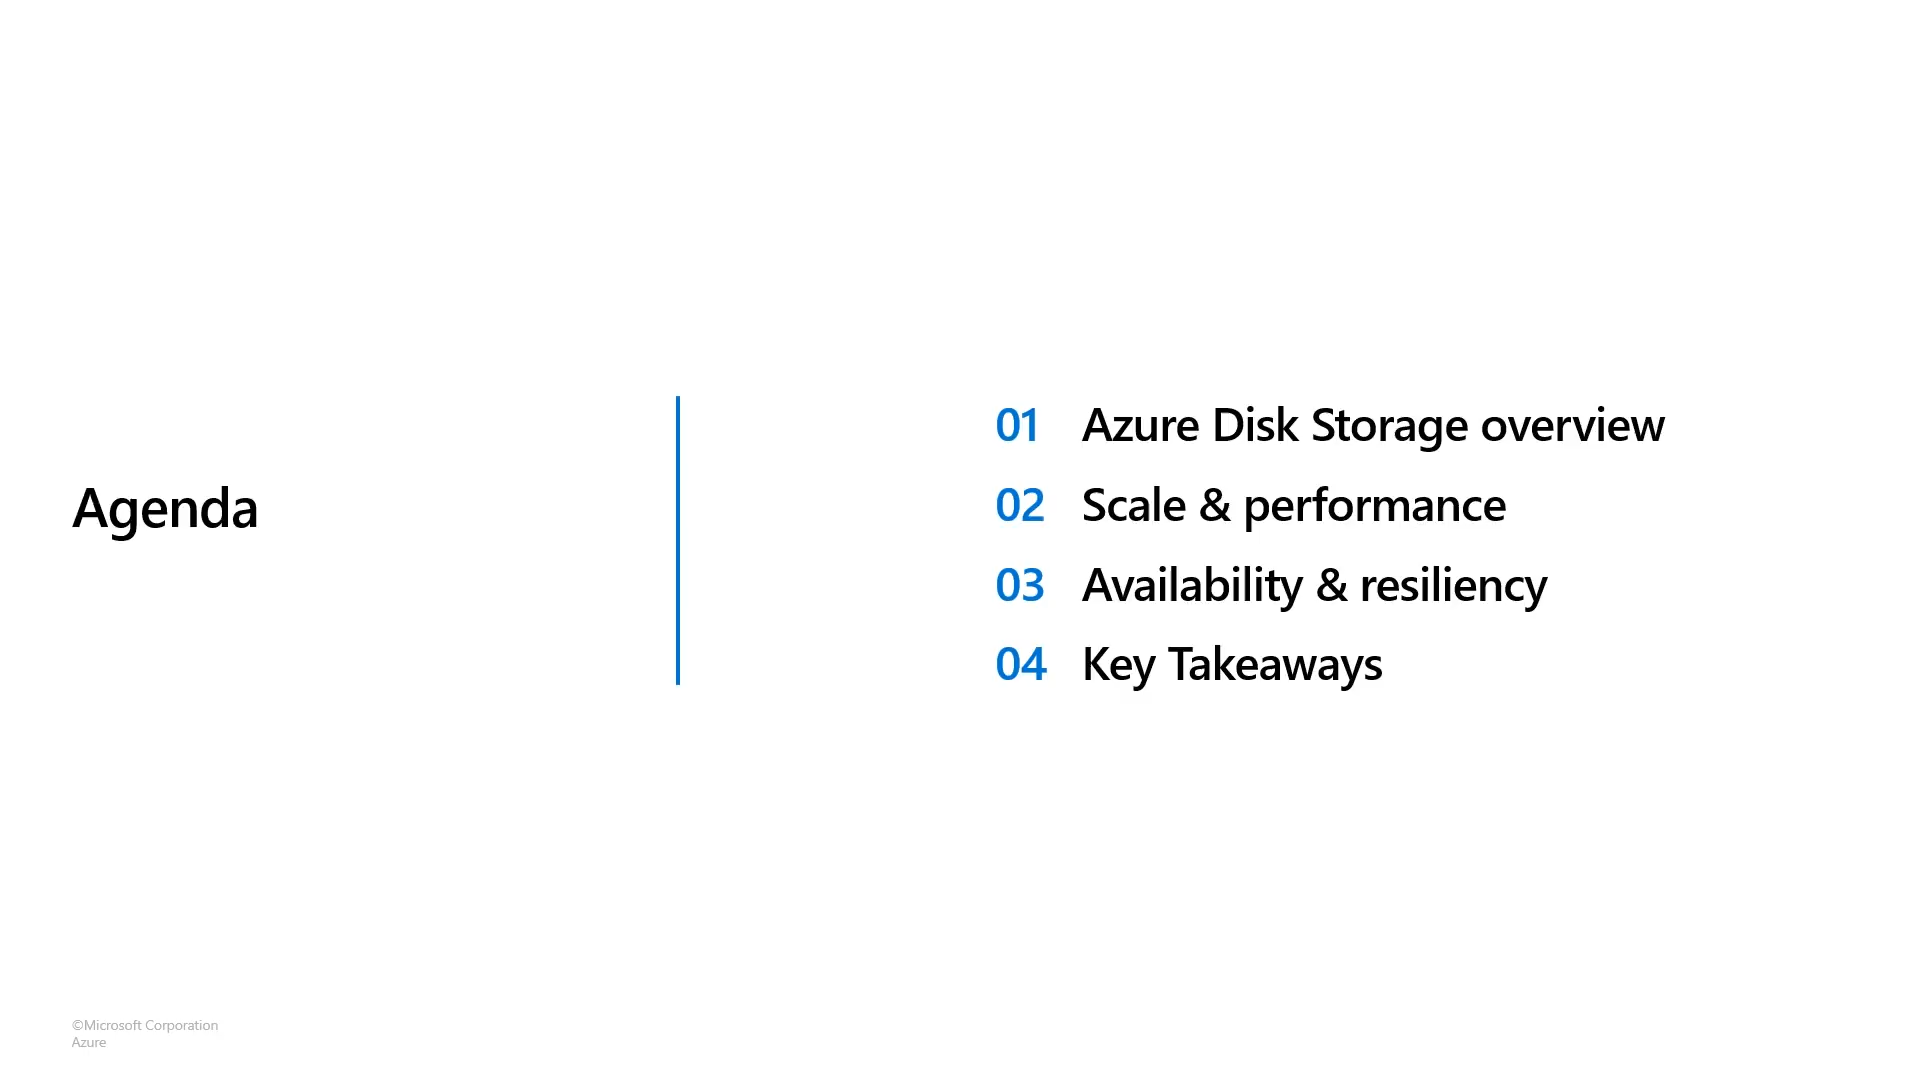 Agenda
01 Azure Disk Storage overview
02 Scale & performance
03 Availability & resiliency
04 Key Takeaways
©Microsoft Corporation
Azure